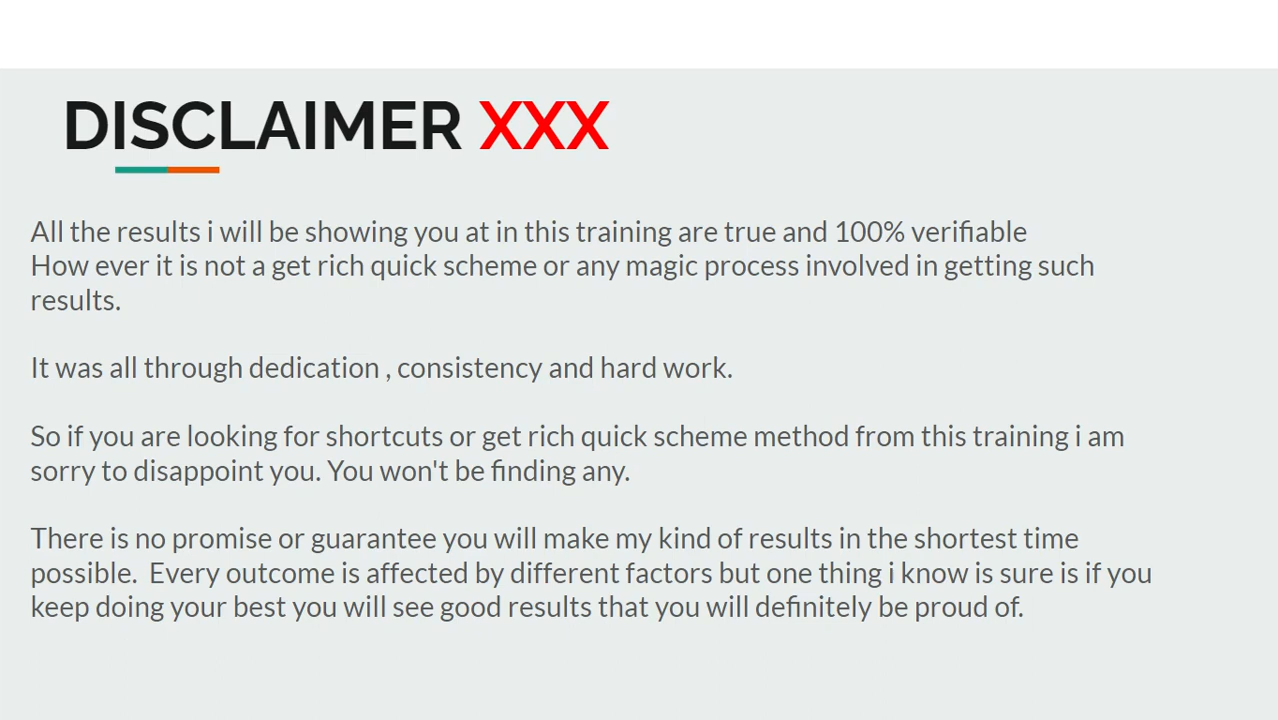 DISCLAIMER XXX
All the results i will be showing you at in this training are true and 100% verifiable
How ever it is not a get rich quick scheme or any magic process involved in getting such
results.
It was all through dedication , consistency and hard work.
So if you are looking for shortcuts or get rich quick scheme method from this training i am
sorry to disappoint you. You won't be finding any.
There is no promise or guarantee you will make my kind of results in the shortest time
possible.  Every outcome is affected by different factors but one thing i know is sure is if you
keep doing your best you will see good results that you will definitely be proud of.